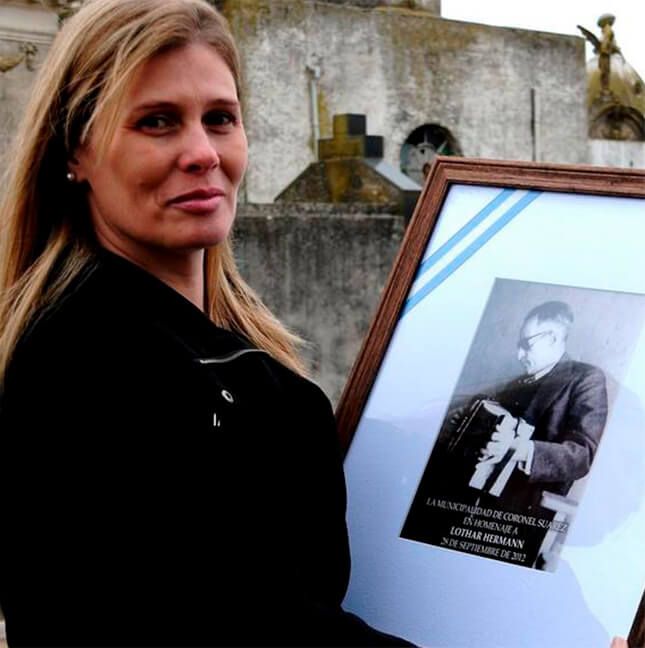 LA MUNICIPALIDAD DE CORONEL SUAREZ
EN HOMENAJE A
LOTHAR HERMANN
28 DE SEPTIEMBRE DE 2012